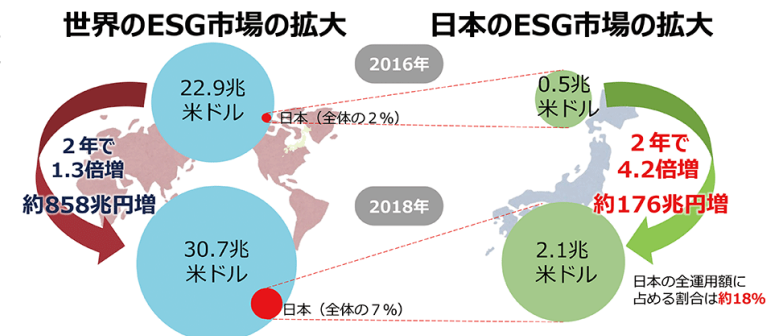 世界のESG市場の拡大
日本のESG市場の拡大
2016年
22.9兆
米ドル
日本（全体の２%）
0.5兆
米ドル
２年で
1.3倍増
約858兆円増
２年で
4.2倍増
約176兆円増
2018年
30.7兆
米ドル
日本（全体の７%）
2.1兆
米ドル
日本の全運用額に
占める割合は約18%